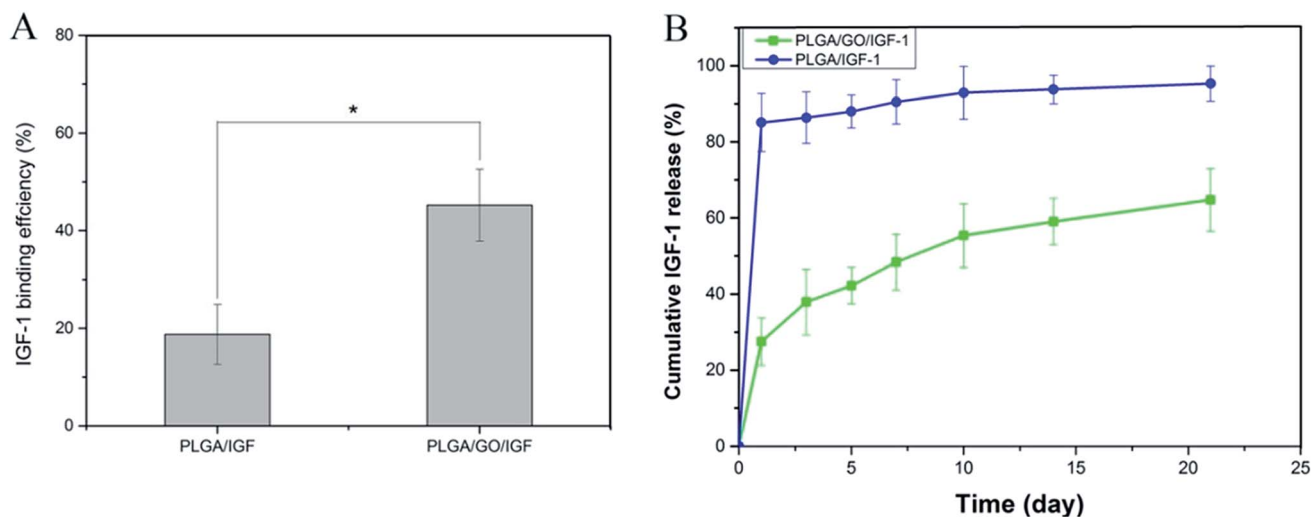 A
IGF-1 binding effciency (%)
80
60
40
20
0
*
PLGA/IGF
PLGA/GO/IGF
B
PLGA/GO/IGF-1
PLGA/IGF-1
Cumulative IGF-1 release (%)
100
80
60
40
20
0
0
5
10
15
20
25
Time (day)